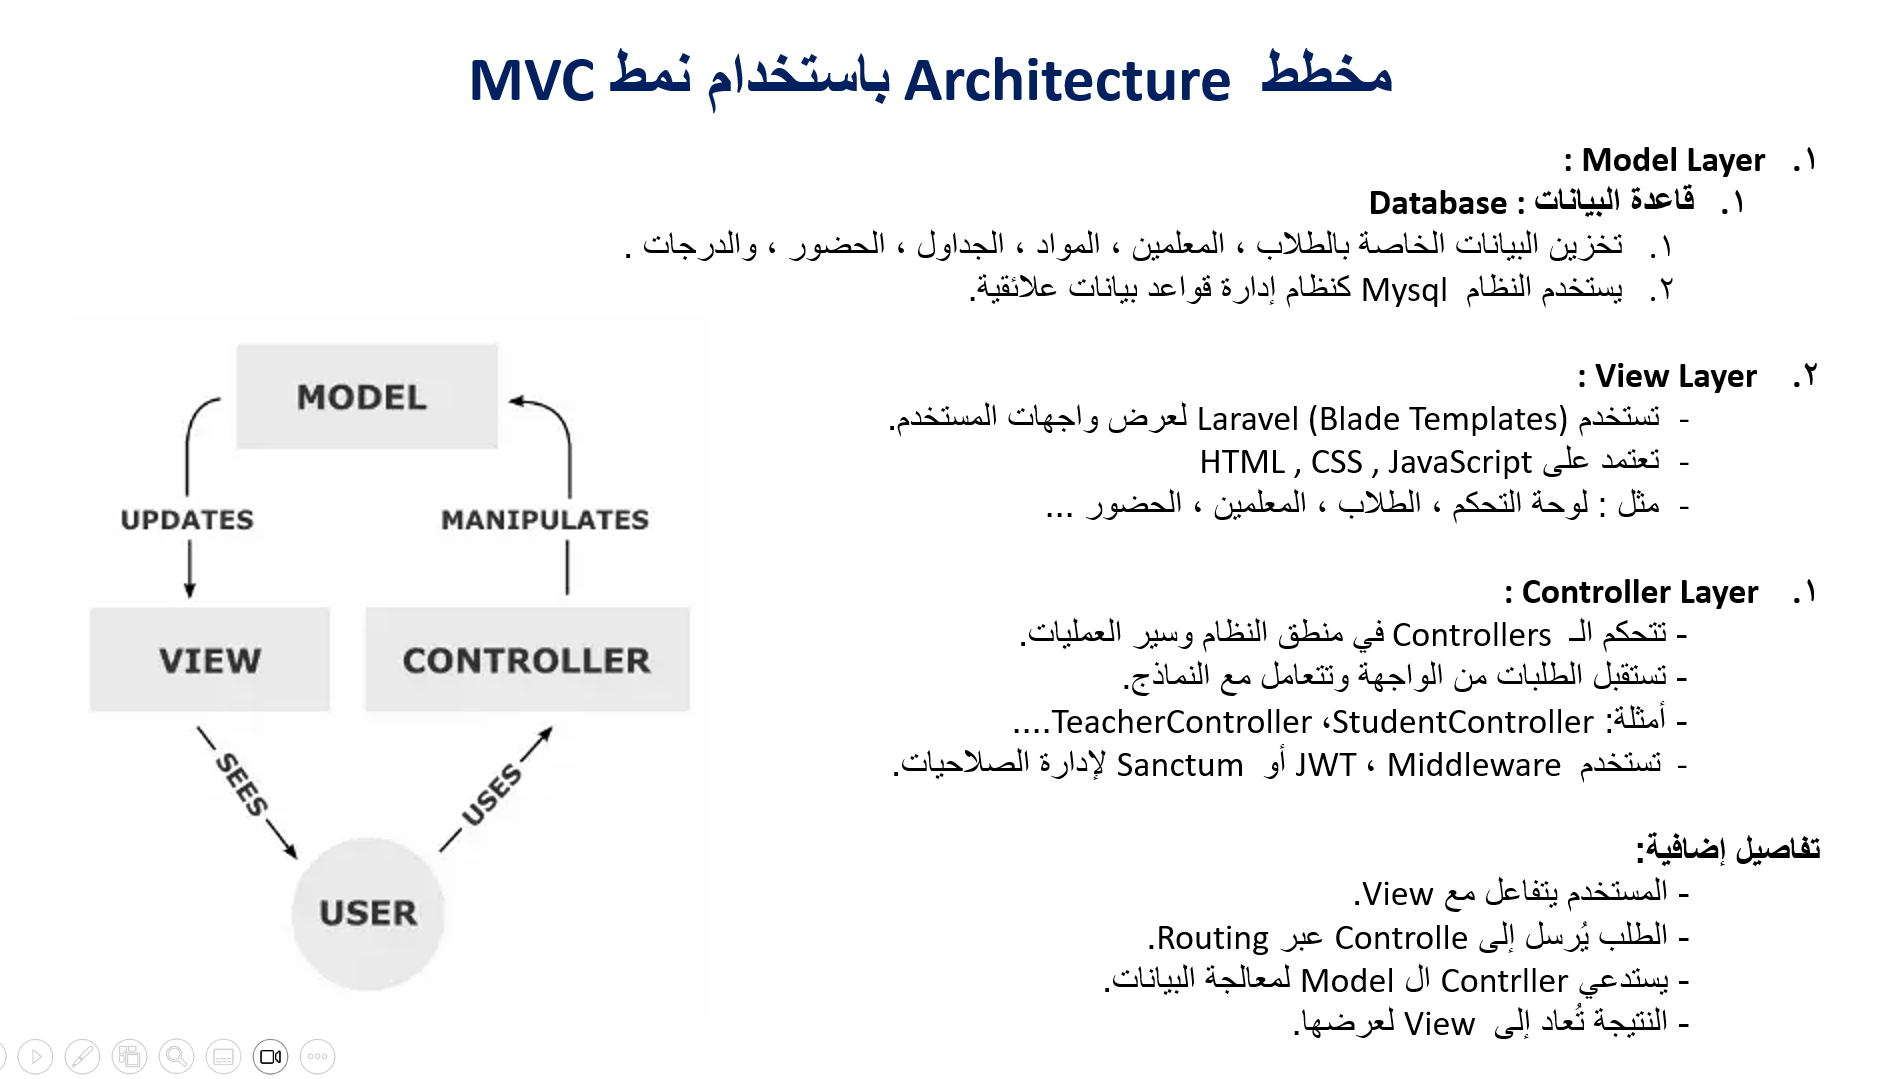 مخطط Architecture باستخدام نمط MVC
١. Model Layer :
١. قاعدة البيانات : Database
١. تخزين البيانات الخاصة بالطلاب ، المعلمين ، المواد ، الجداول ، الحضور ، والدرجات .
٢. يستخدم النظام Mysql كنظام إدارة قواعد بيانات علائقية.
٢. View Layer :
- تستخدم Laravel (Blade Templates) لعرض واجهات المستخدم.
- تعتمد على HTML , CSS , JavaScript
- مثل : لوحة التحكم ، الطلاب ، المعلمين ، الحضور ...
١. Controller Layer :
- تتحكم الـ Controllers في منطق النظام وسير العمليات.
- تستقبل الطلبات من الواجهة وتتعامل مع النماذج.
- أمثلة: StudentController، TeacherController....
- تستخدم Middleware ، JWT أو Sanctum لإدارة الصلاحيات.
تفاصيل إضافية:
- المستخدم يتفاعل مع View.
- الطلب يُرسل إلى Controlle عبر Routing.
- يستدعي Contrller ال Model لمعالجة البيانات.
- النتيجة تُعاد إلى View لعرضها.
MODEL
UPDATES
MANIPULATES
VIEW
CONTROLLER
SEES
USES
USER